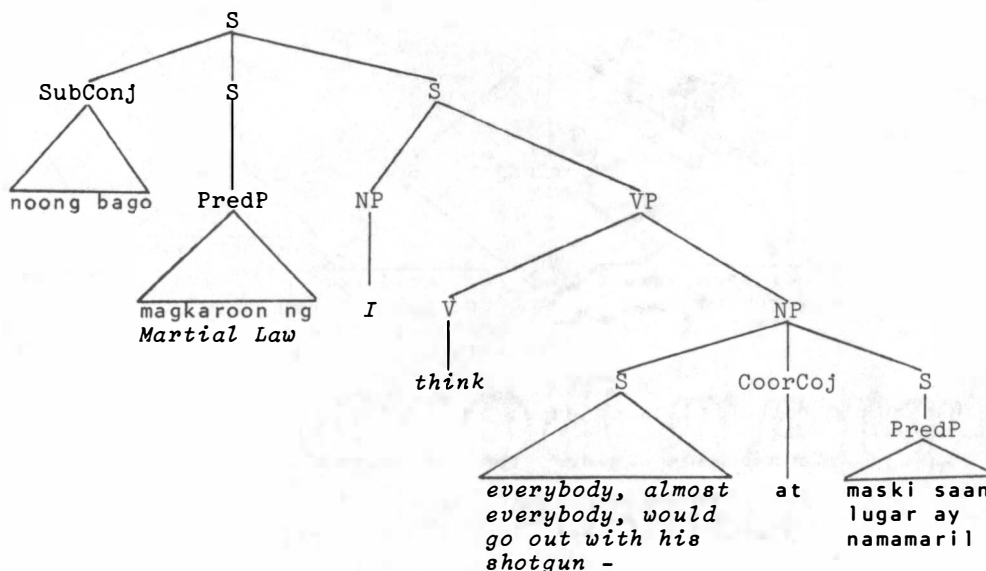 S
SubConj S S
noong bago PredP NP VP
magkaroon ng I V NP
Martial Law
think S CoorCoj S
PredP
everybody, almost at maski saan
everybody, would lugar ay
go out with his namamaril
shotgun -